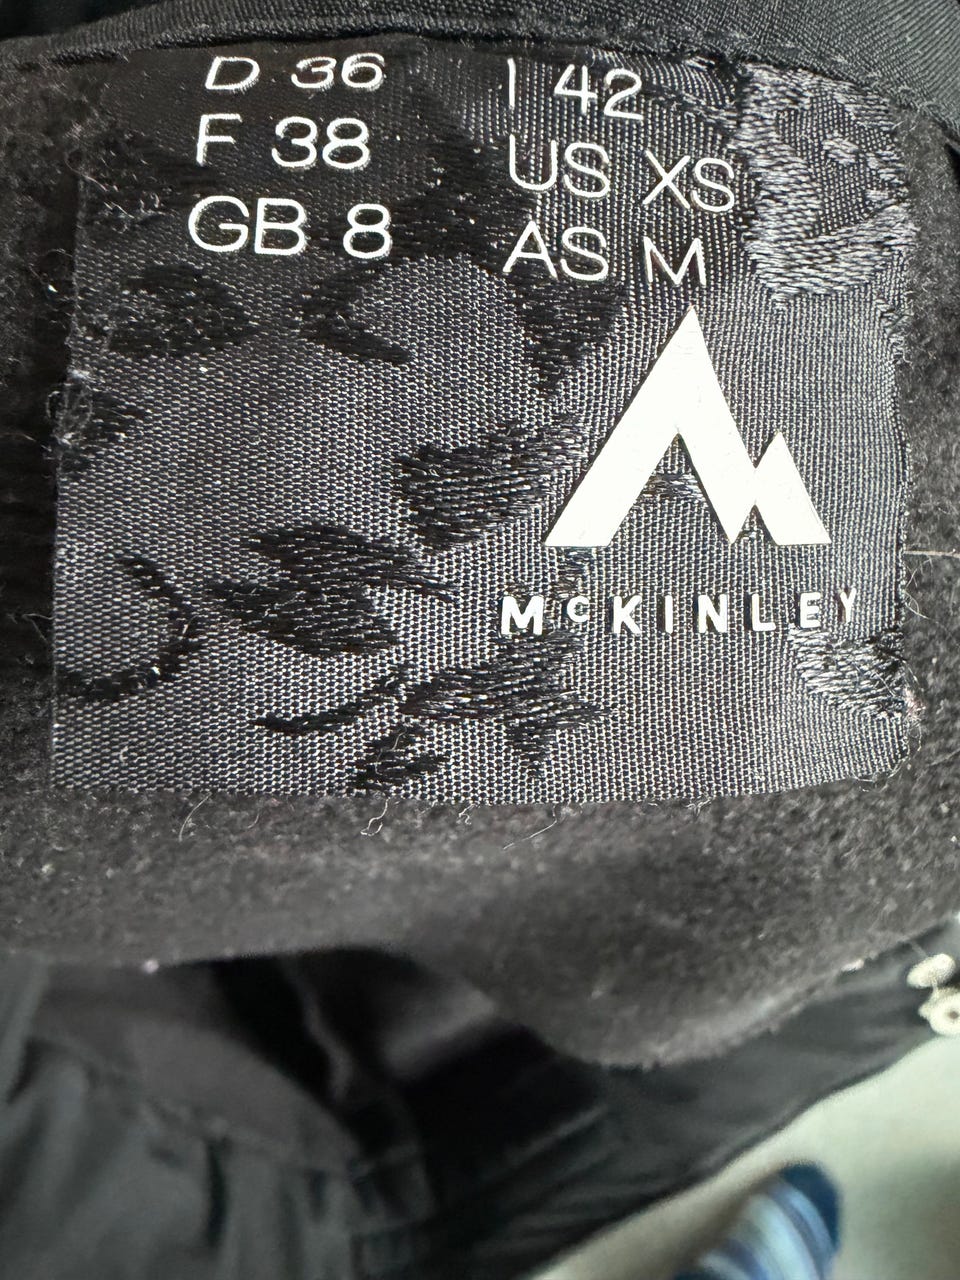 D 36 I 42
F 38 US XS
GB 8 AS M
McKINLEY